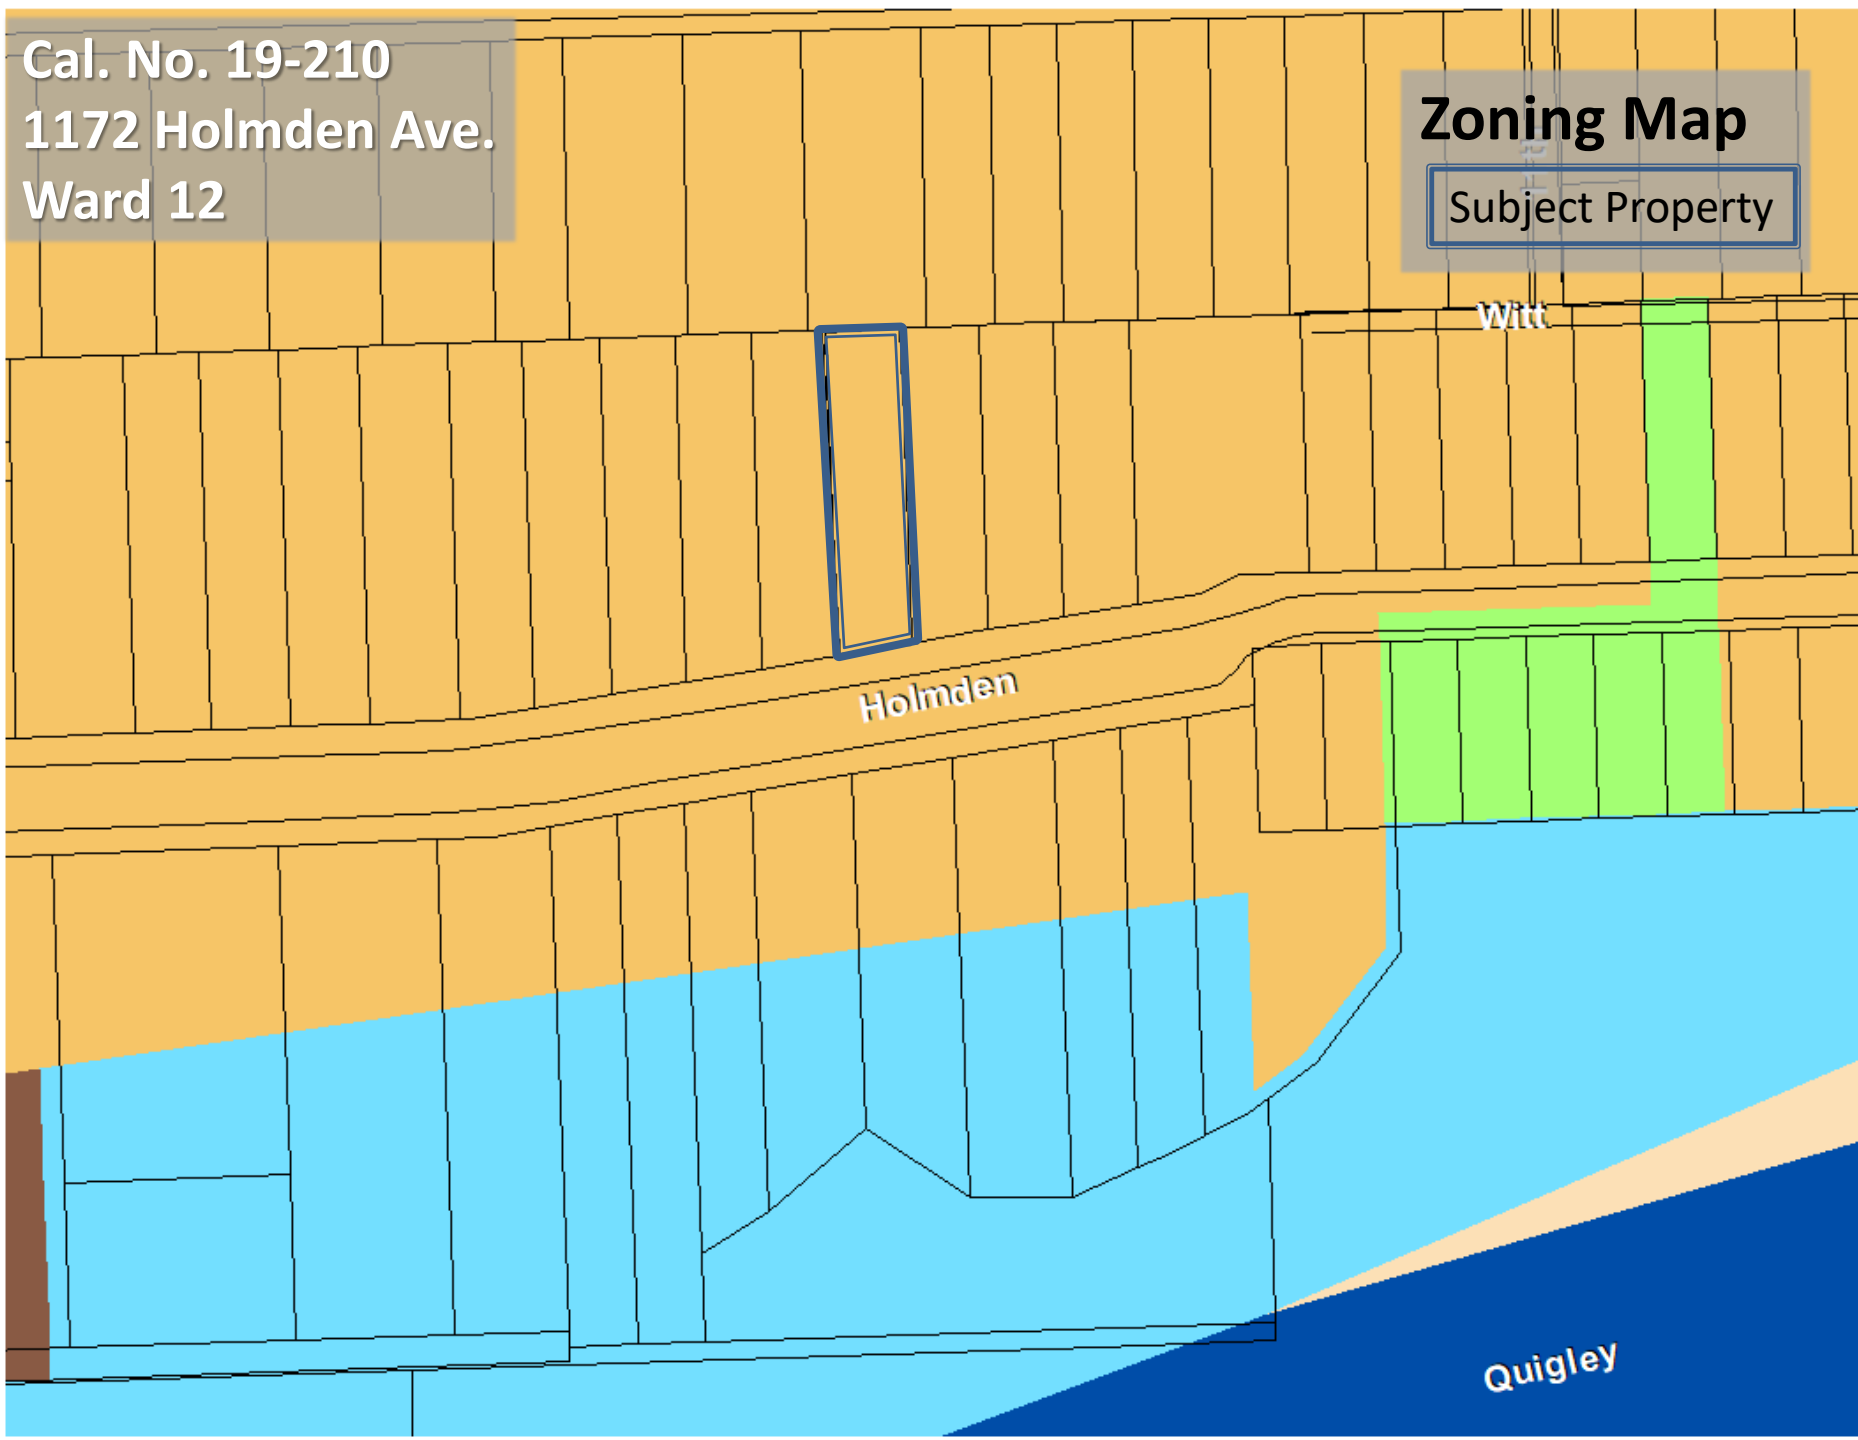 Cal. No. 19-210
1172 Holmden Ave.
Ward 12
Zoning Map
Subject Property
Witt
Holmden
Quigley